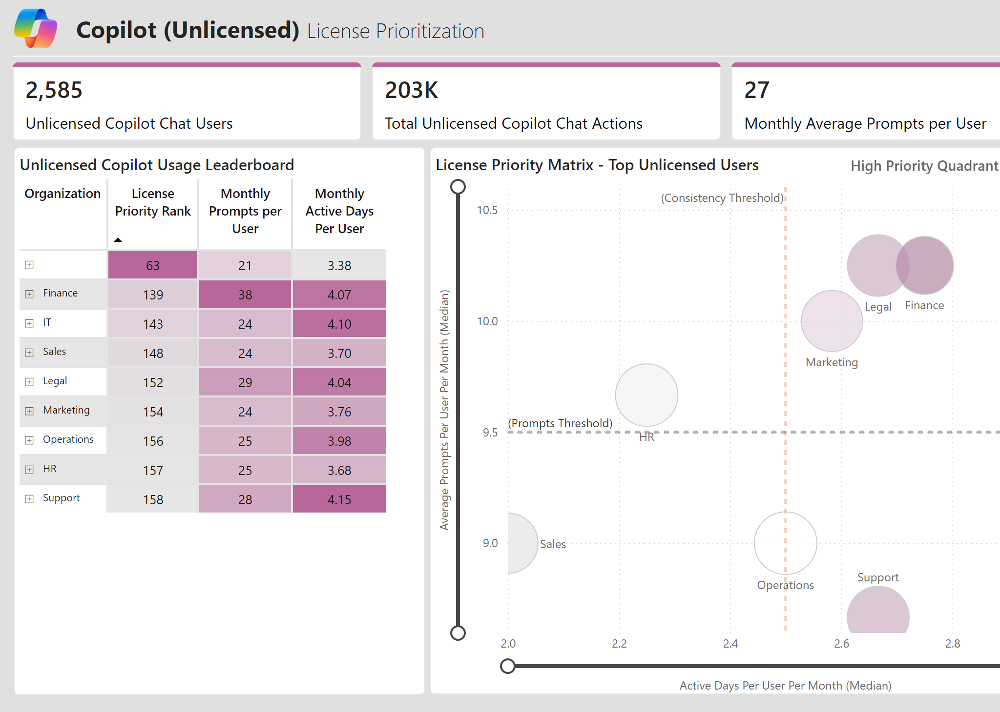 Copilot (Unlicensed) License Prioritization
2,585
Unlicensed Copilot Chat Users
203K
Total Unlicensed Copilot Chat Actions
27
Monthly Average Prompts per User
Unlicensed Copilot Usage Leaderboard
Organization
License Priority Rank
Monthly Prompts per User
Monthly Active Days Per User
63 21 3.38
Finance 139 38 4.07
IT 143 24 4.10
Sales 148 24 3.70
Legal 152 29 4.04
Marketing 154 24 3.76
Operations 156 25 3.98
HR 157 25 3.68
Support 158 28 4.15
License Priority Matrix - Top Unlicensed Users
High Priority Quadrant
(Consistency Threshold)
10.5
Legal
Finance
10.0
Marketing
(Prompts Threshold)
9.5
HR
9.0
Sales
Operations
Support
Average Prompts Per User Per Month (Median)
2.0 2.2 2.4 2.6 2.8
Active Days Per User Per Month (Median)